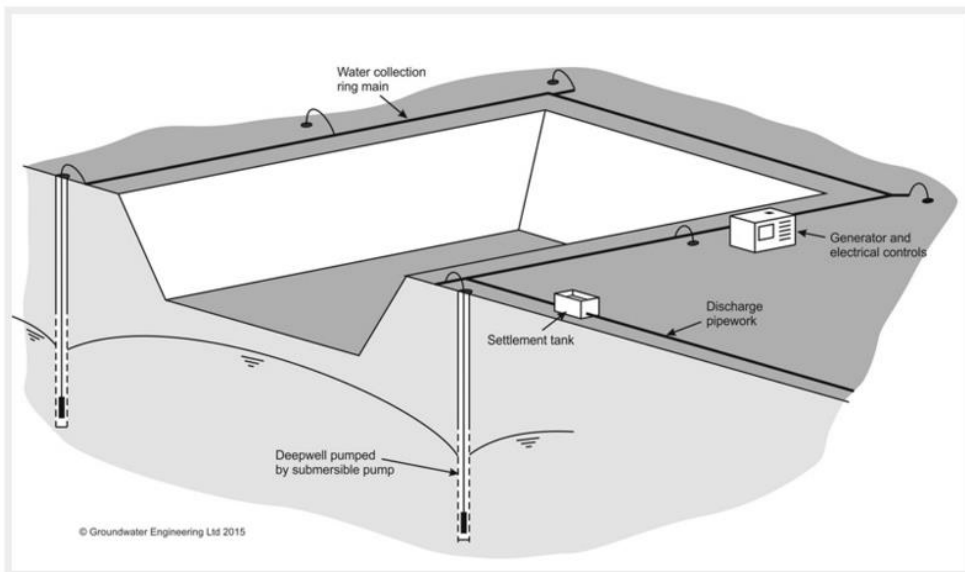 Water collection
ring main
Generator and
electrical controls
Discharge
pipework
Settlement tank
Deepwell pumped
by submersible pump
© Groundwater Engineering Ltd 2015